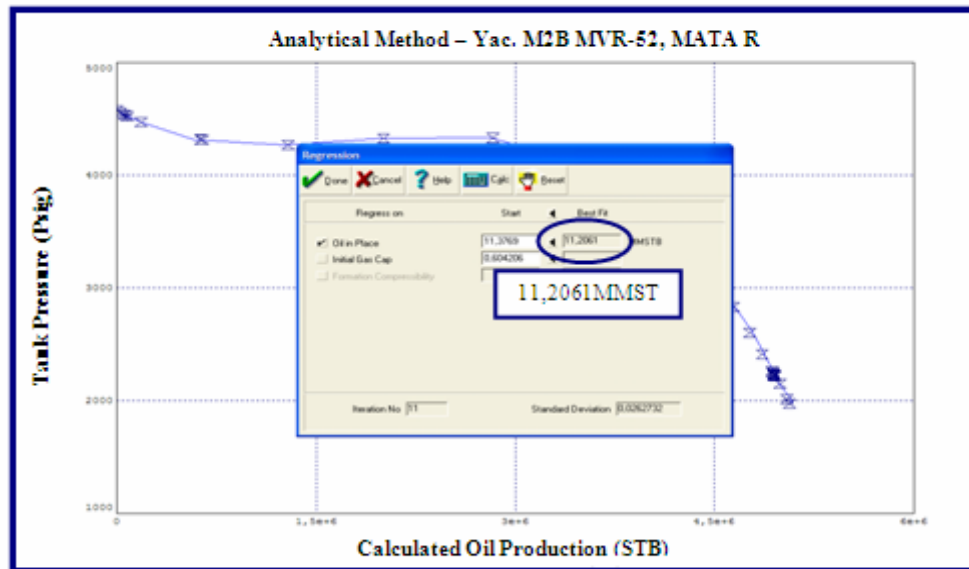 Analytical Method – Yac. M2B MVR-52, MATA R
Tank Pressure (Psig)
5000
4000
3000
2000
1000
Regression
Done Cancel Help Calc Reset
Regress on Start Best Fit
Oil in Place 11,3769 11,2061 MMSTB
Initial Gas Cap 0,604206
Formation Compressibility
11,2061MMST
Iteration No 11 Standard Deviation 0,0262732
0 1,5e+6 3e+6 4,5e+6 6e+6
Calculated Oil Production (STB)